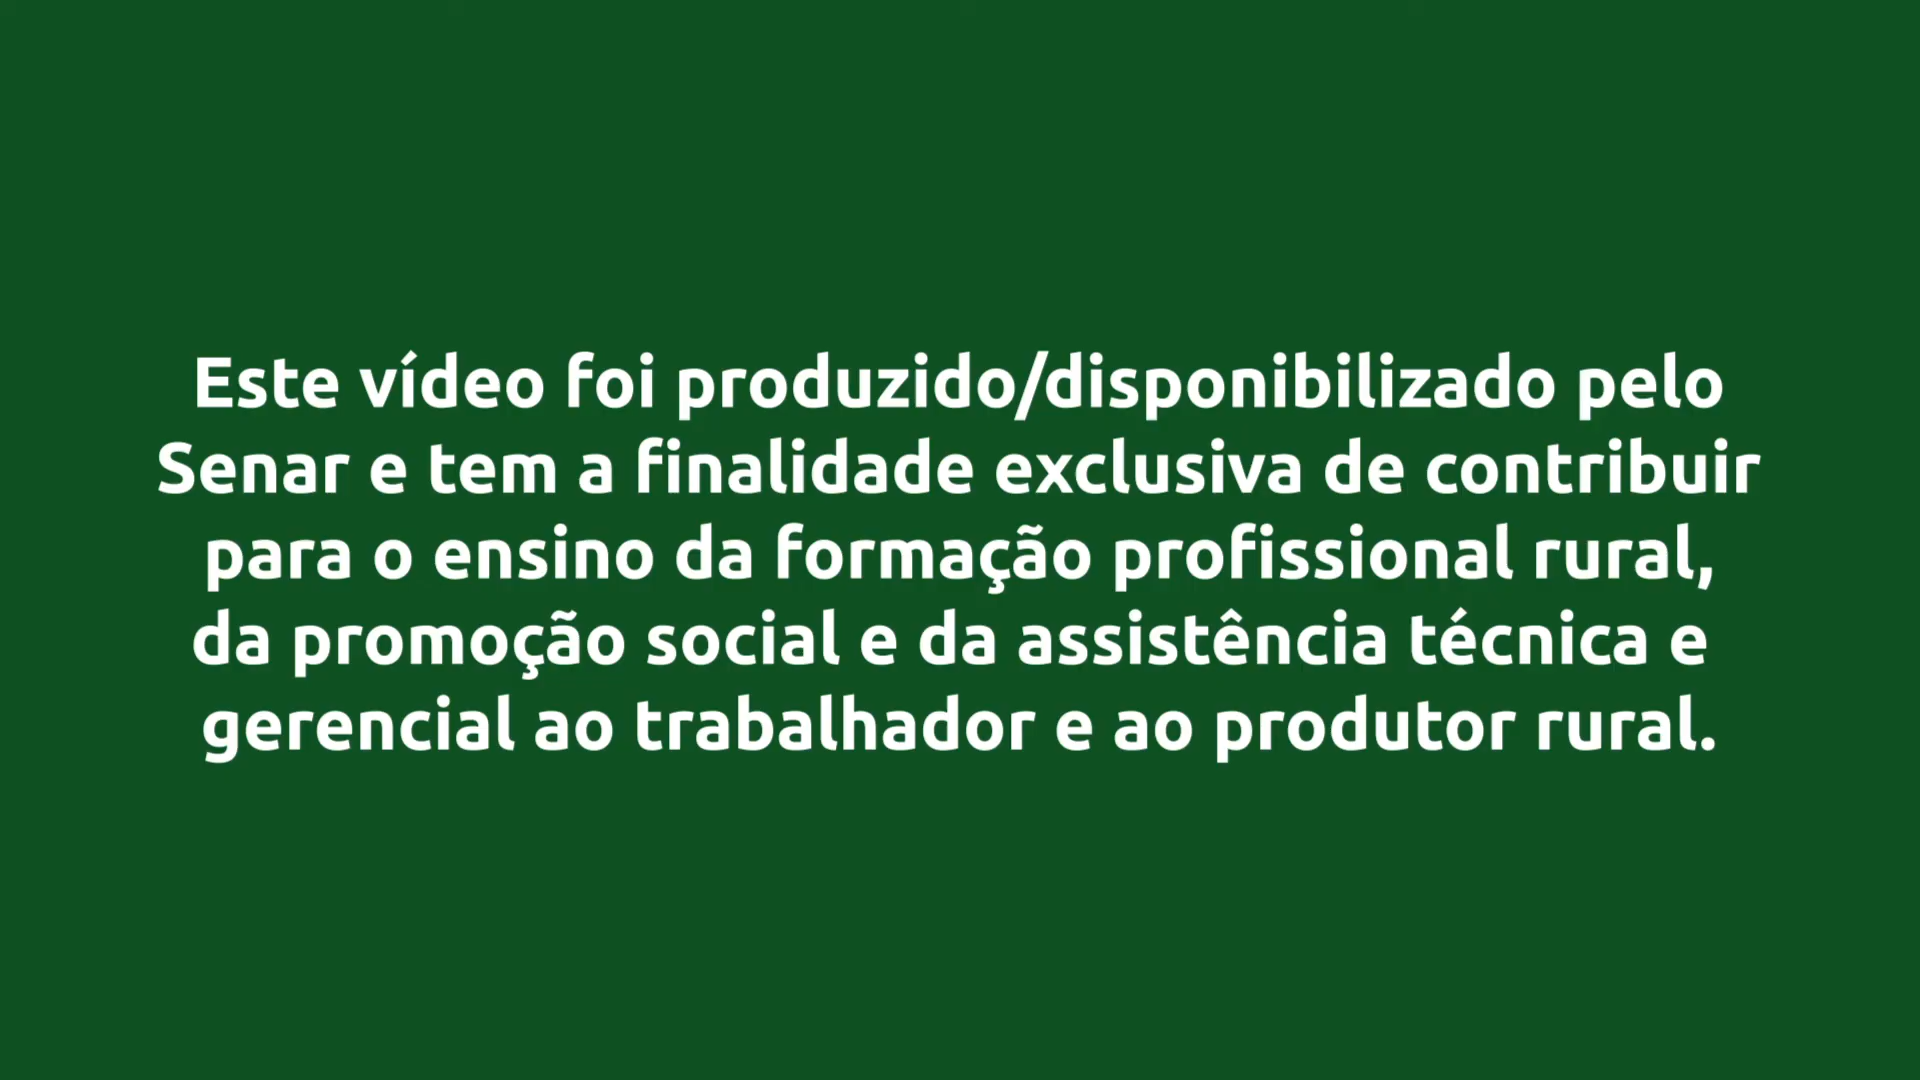 Este vídeo foi produzido/disponibilizado pelo
Senar e tem a finalidade exclusiva de contribuir
para o ensino da formação profissional rural,
da promoção social e da assistência técnica e
gerencial ao trabalhador e ao produtor rural.